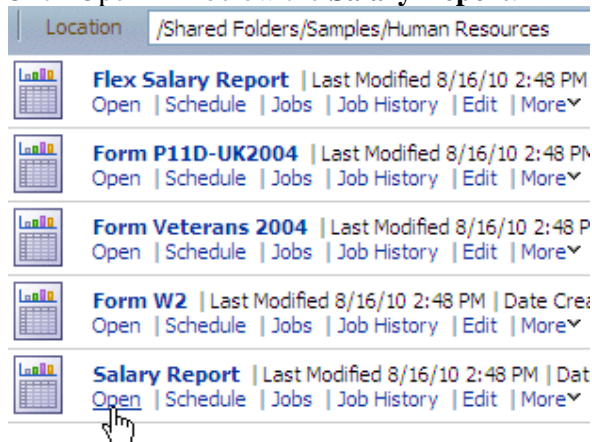 Location /Shared Folders/Samples/Human Resources
Flex Salary Report | Last Modified 8/16/10 2:48 PM
Open | Schedule | Jobs | Job History | Edit | More
Form P11D-UK2004 | Last Modified 8/16/10 2:48 PM
Open | Schedule | Jobs | Job History | Edit | More
Form Veterans 2004 | Last Modified 8/16/10 2:48 P
Open | Schedule | Jobs | Job History | Edit | More
Form W2 | Last Modified 8/16/10 2:48 PM | Date Crea
Open | Schedule | Jobs | Job History | Edit | More
Salary Report | Last Modified 8/16/10 2:48 PM | Dat
Open | Schedule | Jobs | Job History | Edit | More